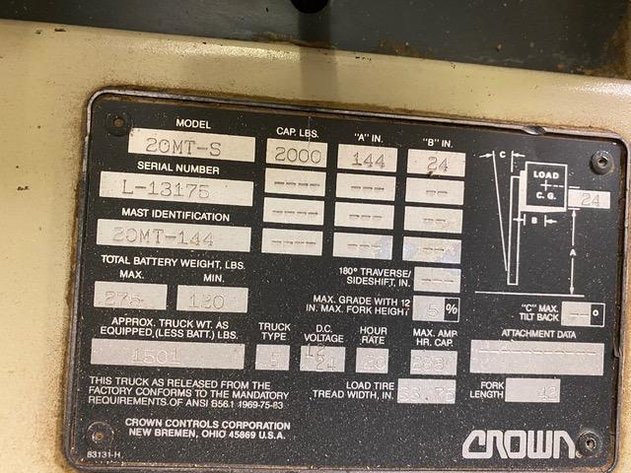 MODEL CAP. LBS. "A" IN. "B" IN.
20MT-S 2000 144 24
SERIAL NUMBER
L-13175
MAST IDENTIFICATION
20MT-144
C
LOAD
C. G.
24
B
A
TOTAL BATTERY WEIGHT, LBS.
MAX. MIN.
130
180° TRAVERSE/
SIDESHIFT, IN.
MAX. GRADE WITH 12
IN. MAX. FORK HEIGHT 5 %
"C" MAX.
TILT BACK °
APPROX. TRUCK WT. AS
EQUIPPED, (LESS BATT.) LBS.
1501
TRUCK
TYPE
D.C.
VOLTAGE
HOUR
RATE
MAX. AMP
HR. CAP.
ATTACHMENT DATA
LOAD TIRE
TREAD WIDTH, IN.
FORK
LENGTH 42
THIS TRUCK AS RELEASED FROM THE
FACTORY CONFORMS TO THE MANDATORY
REQUIREMENTS OF ANSI B56.1 1969-75-83
CROWN CONTROLS CORPORATION
NEW BREMEN, OHIO 45869 U.S.A.
83131-H
CROWN